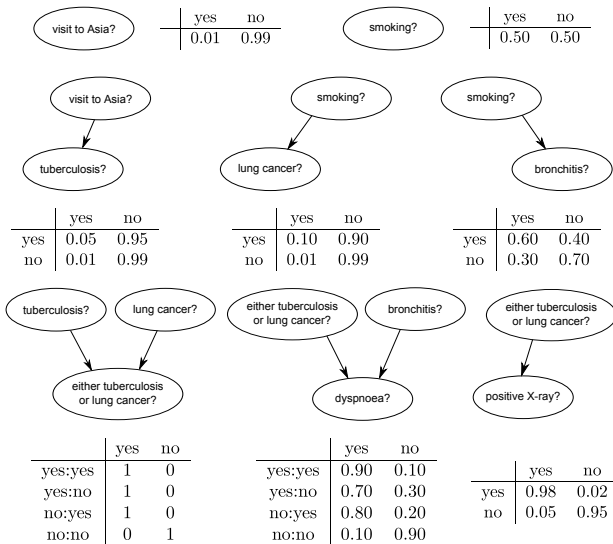 visit to Asia?
yes no
0.01 0.99
smoking?
yes no
0.50 0.50
visit to Asia?
tuberculosis?
yes no
yes 0.05 0.95
no 0.01 0.99
smoking?
lung cancer?
yes no
yes 0.10 0.90
no 0.01 0.99
smoking?
bronchitis?
yes no
yes 0.60 0.40
no 0.30 0.70
tuberculosis?
lung cancer?
either tuberculosis
or lung cancer?
yes no
yes:yes 1 0
yes:no 1 0
no:yes 1 0
no:no 0 1
either tuberculosis
or lung cancer?
bronchitis?
dyspnoea?
yes no
yes:yes 0.90 0.10
yes:no 0.70 0.30
no:yes 0.80 0.20
no:no 0.10 0.90
either tuberculosis
or lung cancer?
positive X-ray?
yes no
yes 0.98 0.02
no 0.05 0.95